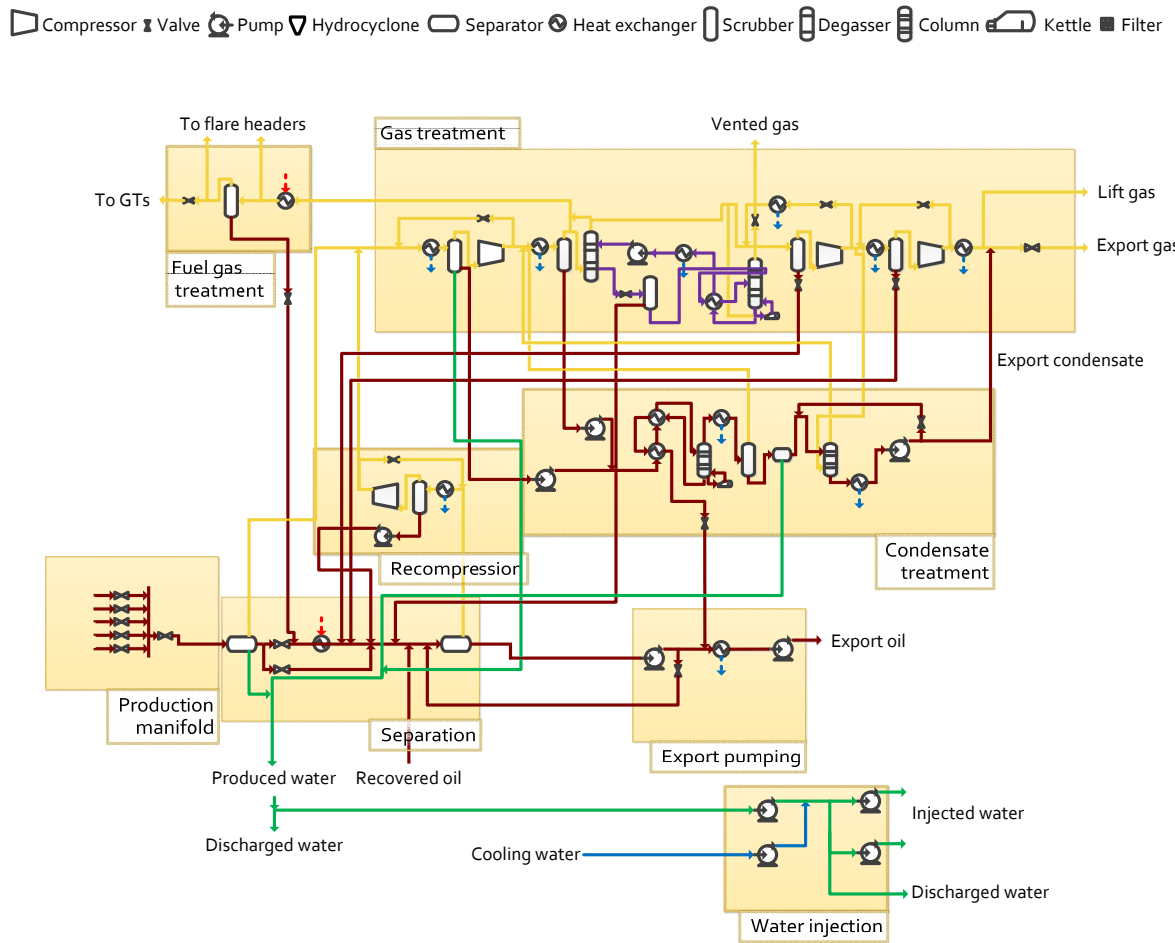 Compressor Valve Pump Hydrocyclone Separator Heat exchanger Scrubber Degasser Column Kettle Filter
To flare headers
Gas treatment
Vented gas
To GTs
Lift gas
Export gas
Fuel gas
treatment
Export condensate
Recompression
Condensate
treatment
Production
manifold
Separation
Export oil
Export pumping
Produced water
Recovered oil
Discharged water
Cooling water
Injected water
Discharged water
Water injection